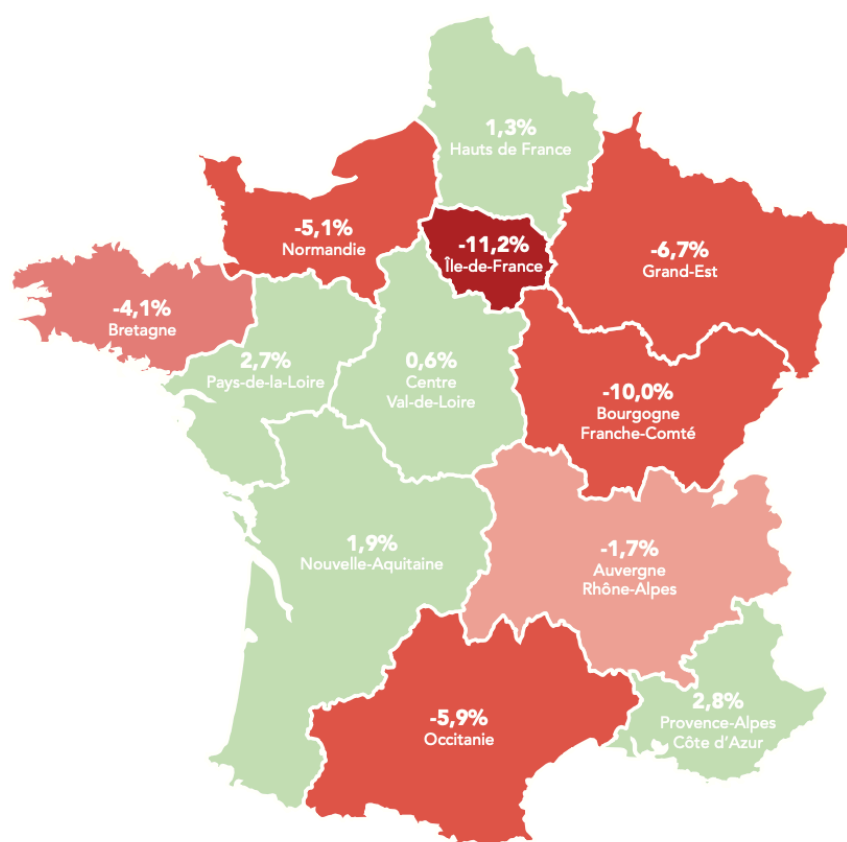 1,3%
Hauts de France
-5,1%
Normandie
-11,2%
Île-de-France
-6,7%
Grand-Est
-4,1%
Bretagne
2,7%
Pays-de-la-Loire
0,6%
Centre
Val-de-Loire
-10,0%
Bourgogne
Franche-Comté
1,9%
Nouvelle-Aquitaine
-1,7%
Auvergne
Rhône-Alpes
-5,9%
Occitanie
2,8%
Provence-Alpes
Côte d'Azur